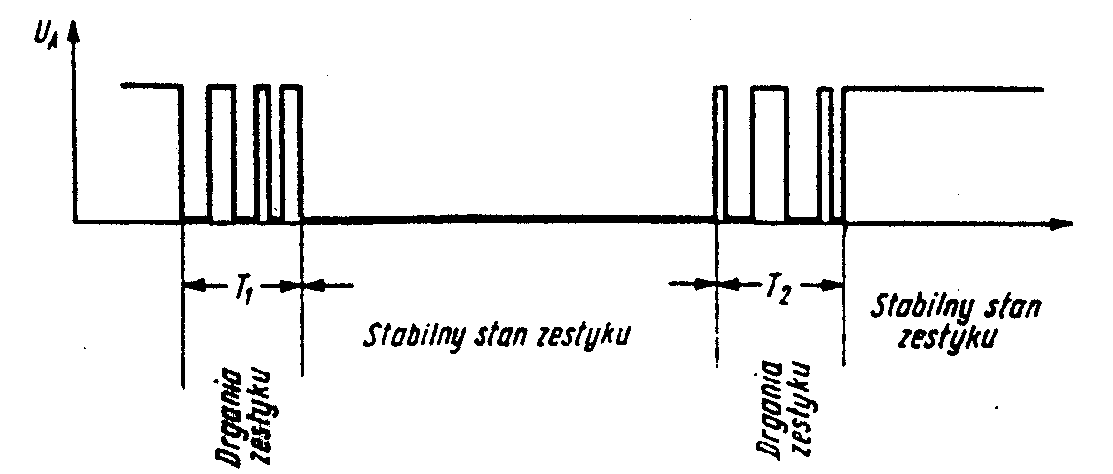 U_A
T_1
T_2
Stabilny stan zestyku
Stabilny stan
zestyku
Drgania
zestyku
Drgania
zestyku